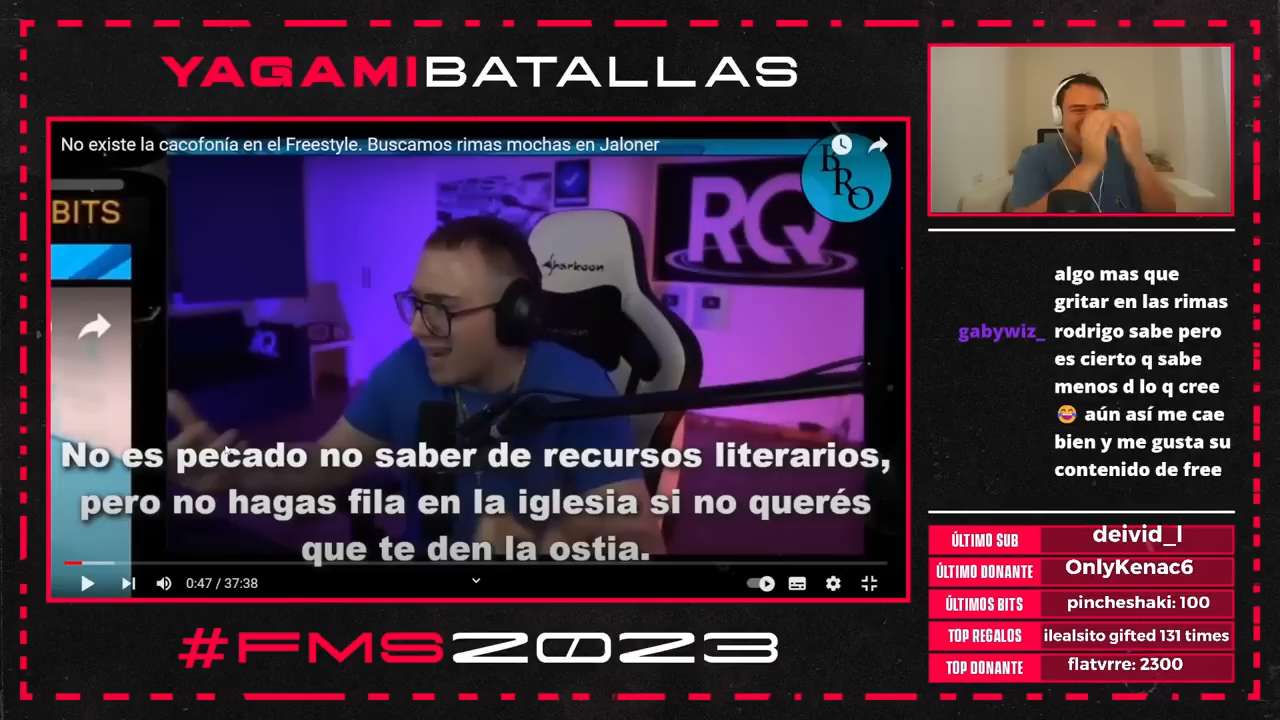 YAGAMIBATALLAS
No existe la cacofonía en el Freestyle. Buscamos rimas mochas en Jaloner
BRO
BITS
RQ
sharkoon
RQ
No es pecado no saber de recursos literarios,
pero no hagas fila en la iglesia si no querés
que te den la ostia.
0:47 / 37:38
#FMS2023
algo mas que
gritar en las rimas
gabywiz_ rodrigo sabe pero
es cierto q sabe
menos d lo q cree
😂 aún así me cae
bien y me gusta su
contenido de free
ÚLTIMO SUB deivid_l
ÚLTIMO DONANTE OnlyKenac6
ÚLTIMOS BITS pincheshaki: 100
TOP REGALOS ilealsito gifted 131 times
TOP DONANTE flatvrre: 2300